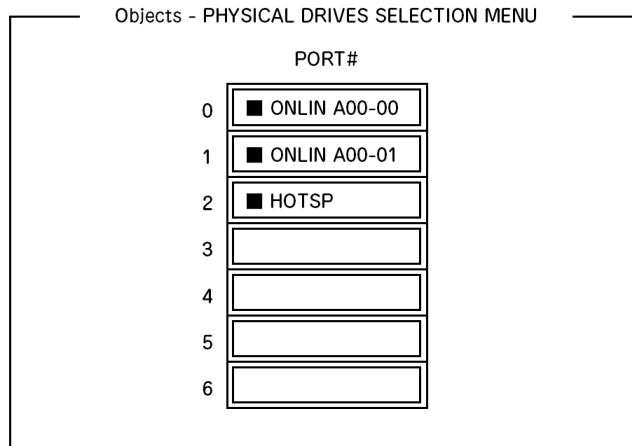 Objects - PHYSICAL DRIVES SELECTION MENU
PORT#
0 ■ ONLIN A00-00
1 ■ ONLIN A00-01
2 ■ HOTSP
3
4
5
6